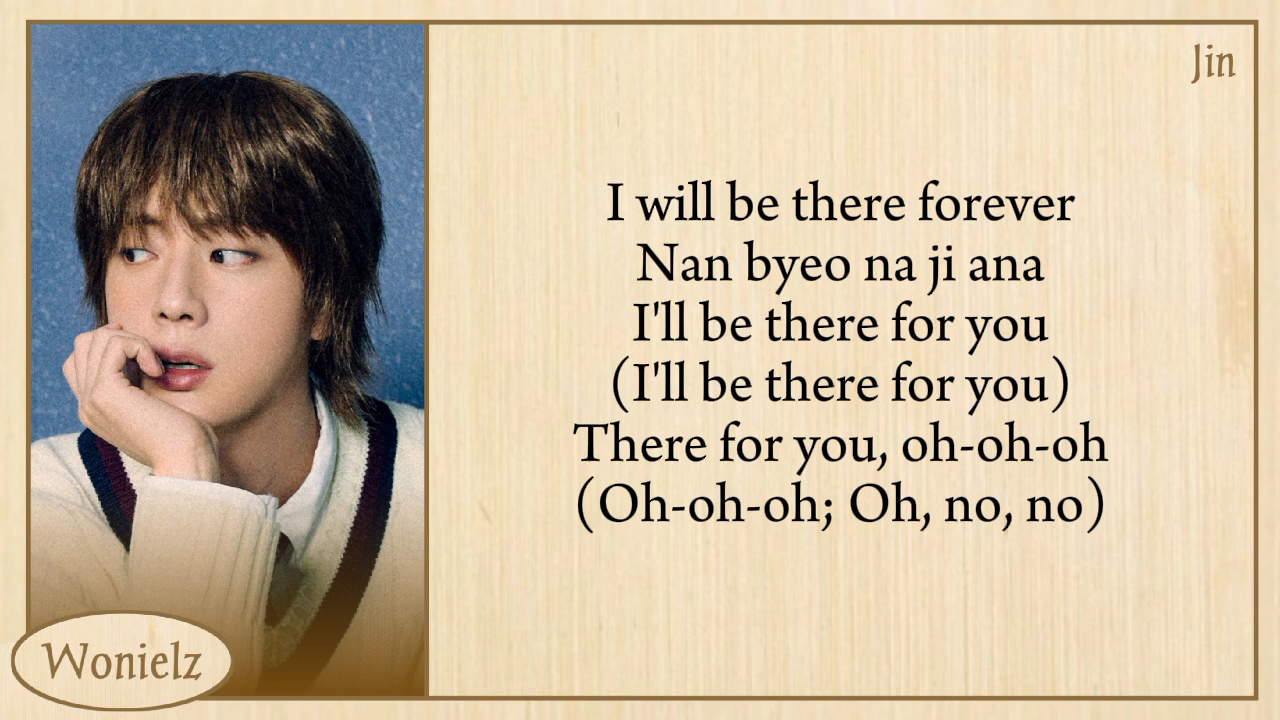 Jin
I will be there forever
Nan byeo na ji ana
I'll be there for you
(I'll be there for you)
There for you, oh-oh-oh
(Oh-oh-oh; Oh, no, no)
Wonielz